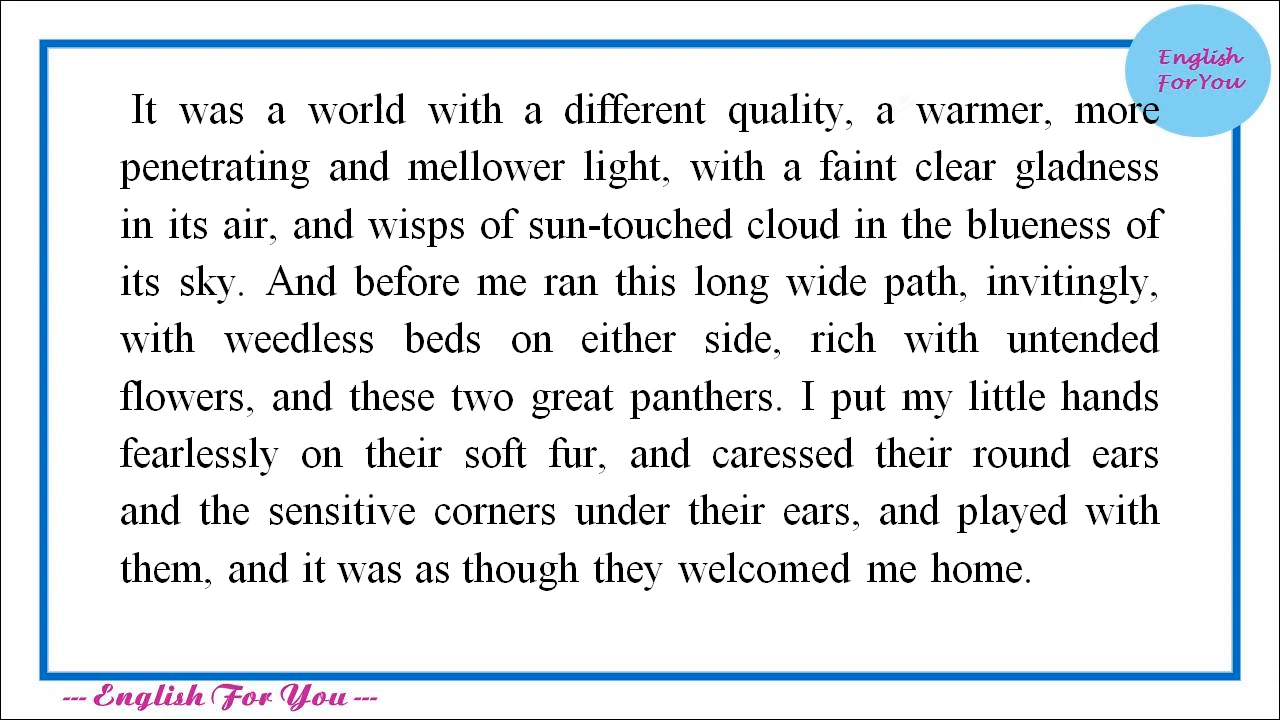 English
ForYou
It was a world with a different quality, a warmer, more
penetrating and mellower light, with a faint clear gladness
in its air, and wisps of sun-touched cloud in the blueness of
its sky. And before me ran this long wide path, invitingly,
with weedless beds on either side, rich with untended
flowers, and these two great panthers. I put my little hands
fearlessly on their soft fur, and caressed their round ears
and the sensitive corners under their ears, and played with
them, and it was as though they welcomed me home.
--- English For You ---